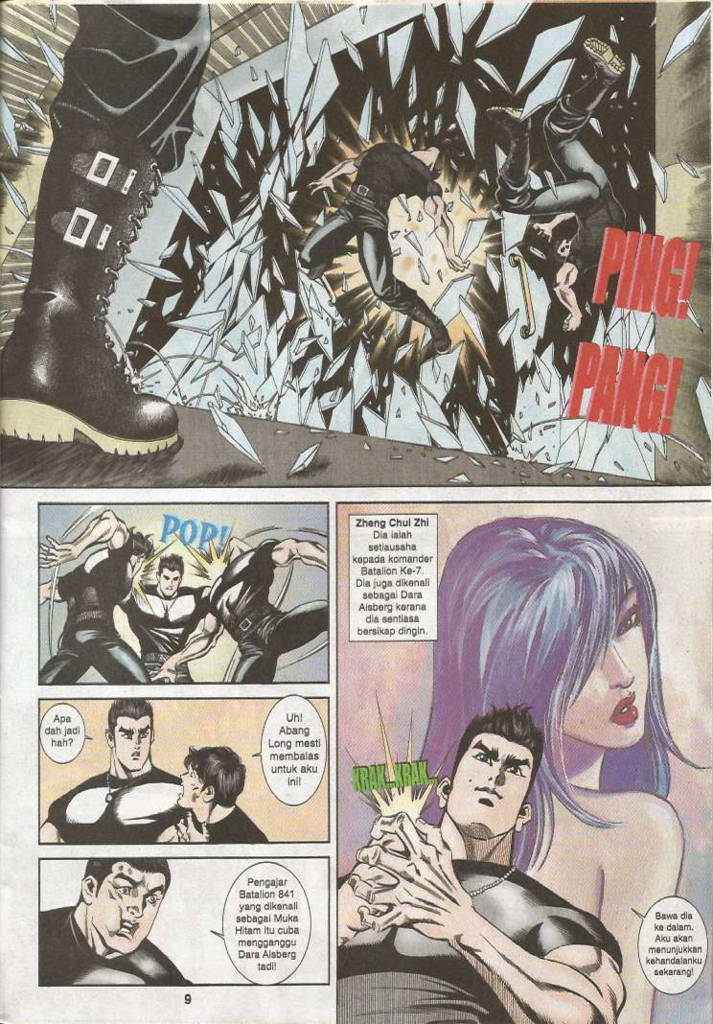 PING!
PANG!
POP!
Apa
dah jadi
hah?
Uh!
Abang
Long mesti
membalas
untuk aku
ini!
Pengajar
Batalion 841
yang dikenali
sebagai Muka
Hitam itu cuba
mengganggu
Dara Aisberg
tadi!
Zheng Chui Zhi
Dia ialah
setiausaha
kepada komander
Batalion Ke-7.
Dia juga dikenali
sebagai Dara
Aisberg kerana
dia sentiasa
bersikap dingin.
KRAK...KRAK...
Bawa dia
ke dalam.
Aku akan
menunjukkan
kehandalanku
sekarang!
9